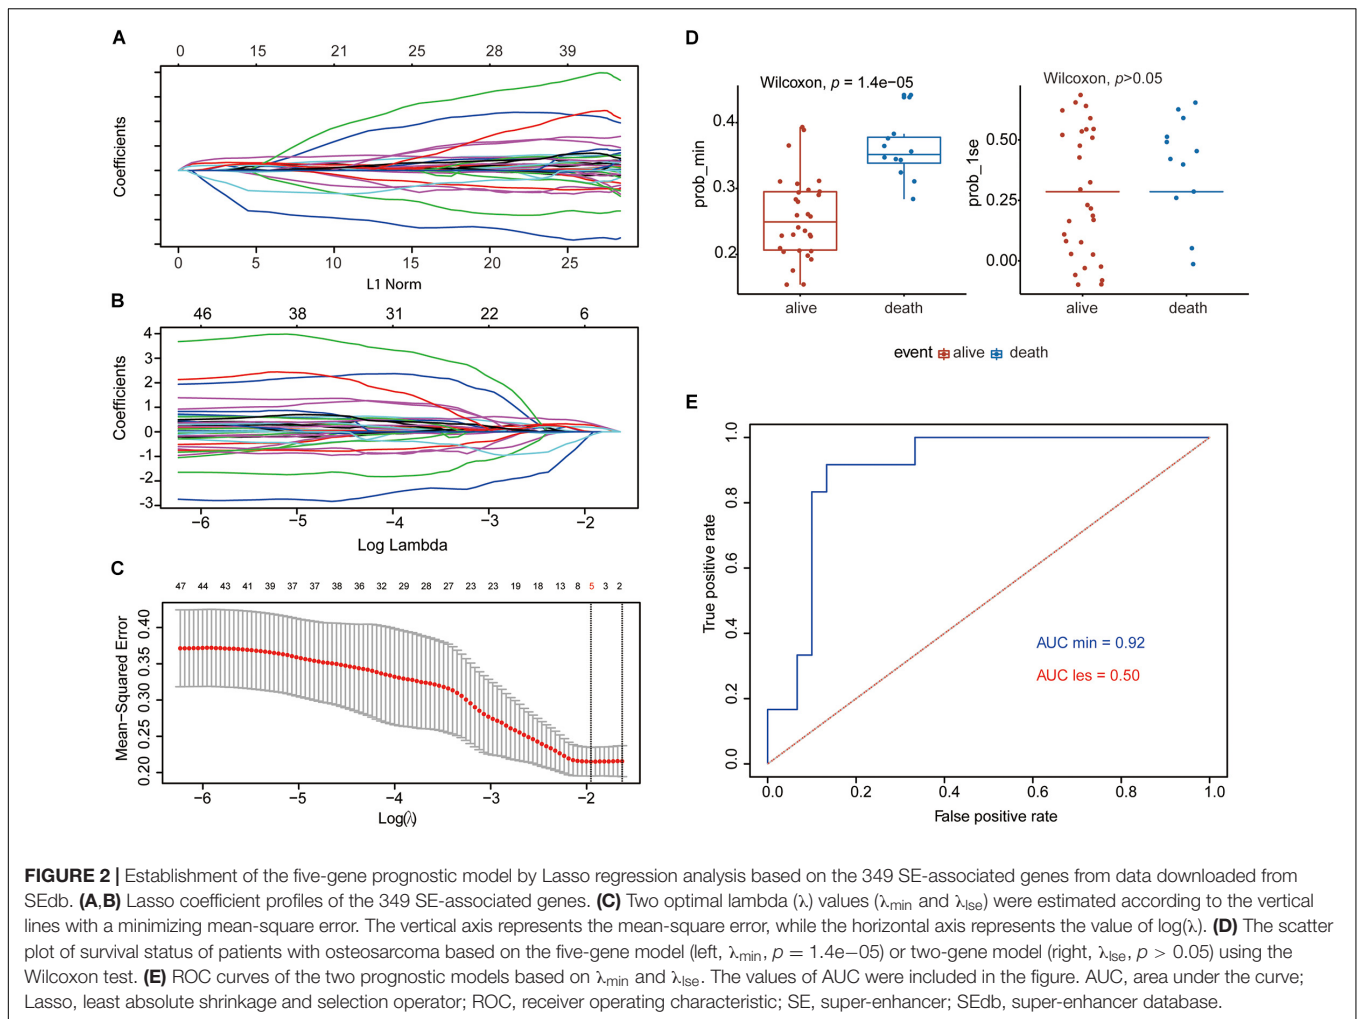 A
0 15 21 25 28 39
Coefficients
0 5 10 15 20 25
L1 Norm
B
46 38 31 22 6
Coefficients
4
3
2
1
0
−1
−2
−3
−6 −5 −4 −3 −2
Log Lambda
C
47 44 43 41 39 37 37 38 36 32 29 28 27 23 23 19 18 13 8 5 3 2
Mean−Squared Error
0.40
0.35
0.30
0.25
0.20
−6 −5 −4 −3 −2
Log(λ)
D
Wilcoxon, p = 1.4e−05
prob_min
0.4
0.3
0.2
alive death
Wilcoxon, p>0.05
prob_1se
0.50
0.25
0.00
alive death
event alive death
E
True positive rate
1.0
0.8
0.6
0.4
0.2
0.0
AUC min = 0.92
AUC les = 0.50
0.0 0.2 0.4 0.6 0.8 1.0
False positive rate
FIGURE 2 | Establishment of the five-gene prognostic model by Lasso regression analysis based on the 349 SE-associated genes from data downloaded from
SEdb. (A,B) Lasso coefficient profiles of the 349 SE-associated genes. (C) Two optimal lambda (λ) values (λmin and λlse) were estimated according to the vertical
lines with a minimizing mean-square error. The vertical axis represents the mean-square error, while the horizontal axis represents the value of log(λ). (D) The scatter
plot of survival status of patients with osteosarcoma based on the five-gene model (left, λmin, p = 1.4e−05) or two-gene model (right, λlse, p > 0.05) using the
Wilcoxon test. (E) ROC curves of the two prognostic models based on λmin and λlse. The values of AUC were included in the figure. AUC, area under the curve;
Lasso, least absolute shrinkage and selection operator; ROC, receiver operating characteristic; SE, super-enhancer; SEdb, super-enhancer database.